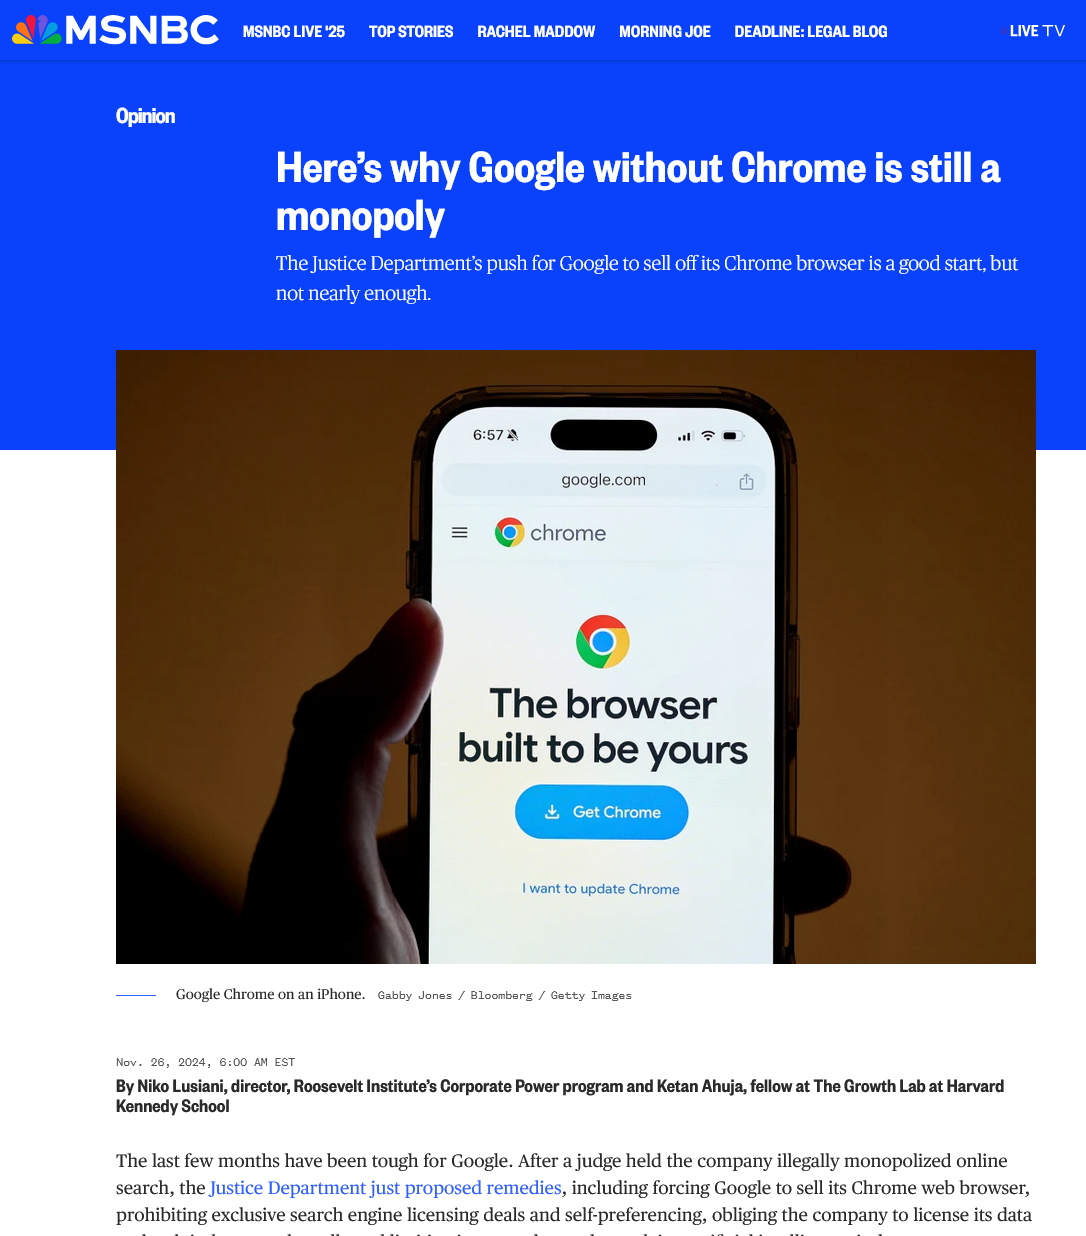 MSNBC
MSNBC LIVE '25 TOP STORIES RACHEL MADDOW MORNING JOE DEADLINE: LEGAL BLOG LIVE TV
Opinion
Here’s why Google without Chrome is still a
monopoly
The Justice Department’s push for Google to sell off its Chrome browser is a good start, but
not nearly enough.
6:57
google.com
chrome
The browser
built to be yours
Get Chrome
I want to update Chrome
Google Chrome on an iPhone. Gabby Jones / Bloomberg / Getty Images
Nov. 26, 2024, 6:00 AM EST
By Niko Lusiani, director, Roosevelt Institute’s Corporate Power program and Ketan Ahuja, fellow at The Growth Lab at Harvard
Kennedy School
The last few months have been tough for Google. After a judge held the company illegally monopolized online
search, the Justice Department just proposed remedies, including forcing Google to sell its Chrome web browser,
prohibiting exclusive search engine licensing deals and self-preferencing, obliging the company to license its data